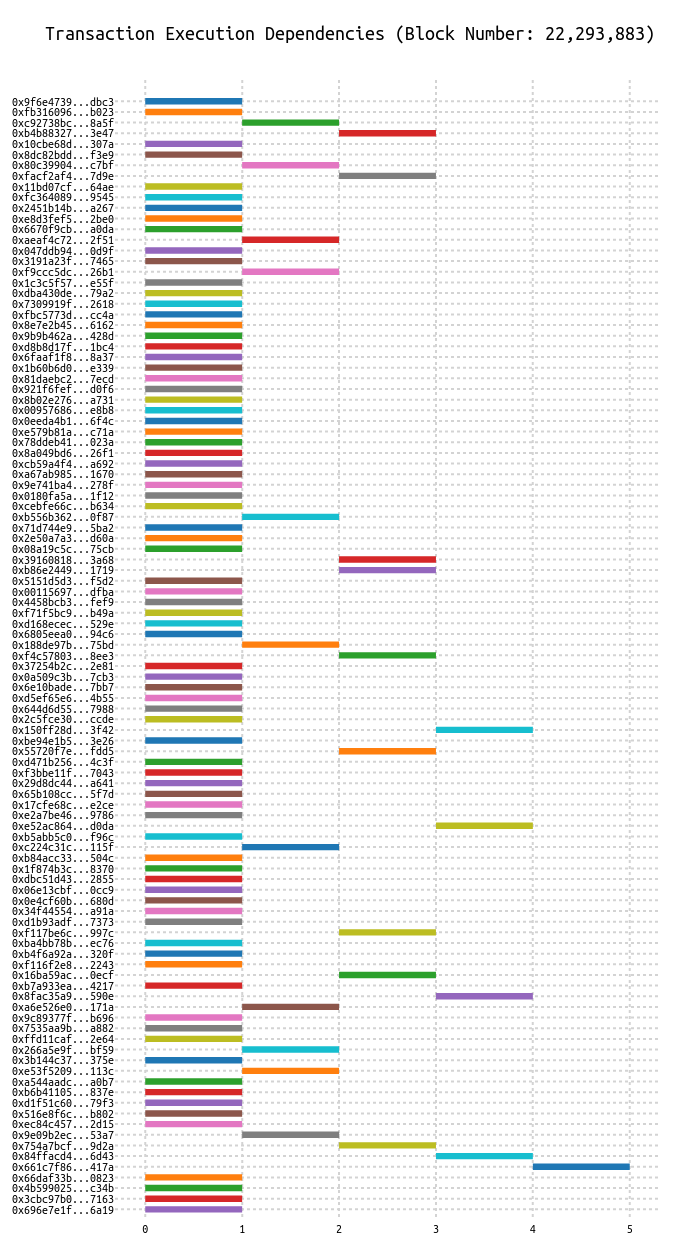 Transaction Execution Dependencies (Block Number: 22,293,883)
0x9f6e4739...dbc3
0xfb316096...b023
0xc92738bc...8a5f
0xb4b88327...3e47
0x10cbe68d...307a
0x8dc82bdd...f3e9
0x80c39904...c7bf
0xfacf2af4...7d9e
0x11bd07cf...64ae
0xfc364089...9545
0x2451b14b...a267
0xe8d3fef5...2be0
0x6670f9cb...a0da
0xaeaf4c72...2f51
0x047ddb94...0d9f
0x3191a23f...7465
0xf9ccc5dc...26b1
0x1c3c5f57...e55f
0xdba430de...79a2
0x7309919f...2618
0xfbc5773d...cc4a
0x8e7e2b45...6162
0x9b9b462a...428d
0xd8b8d17f...1bc4
0x6faaf1f8...8a37
0x1b60b6d0...e339
0x81daebc2...7ecd
0x921f6fef...d0f6
0x8b02e276...a731
0x00957686...e8b8
0x0eeda4b1...6f4c
0xe579b81a...c71a
0x78ddeb41...023a
0x8a049bd6...26f1
0xcb59a4f4...a692
0xa67ab985...1670
0x9e741ba4...278f
0x0180fa5a...1f12
0xcebfe66c...b634
0xb556b362...0f87
0x71d744e9...5ba2
0x2e50a7a3...d60a
0x08a19c5c...75cb
0x39160818...3a68
0xb86e2449...1719
0x5151d5d3...f5d2
0x00115697...dfba
0x4458bcb3...fef9
0xf71f5bc9...b49a
0xd168ecec...529e
0x6805eea0...94c6
0x188de97b...75bd
0xf4c57803...8ee3
0x37254b2c...2e81
0x0a509c3b...7cb3
0x6e10bade...7bb7
0xd5ef65e6...4b55
0x644d6d55...7988
0x2c5fce30...ccde
0x150ff28d...3f42
0xbe94e1b5...3e26
0x55720f7e...fdd5
0xd471b256...4c3f
0xf3bbe11f...7043
0x29d8dc44...a641
0x65b108cc...5f7d
0x17cfe68c...e2ce
0xe2a7be46...9786
0xe52ac864...d0da
0xb5abb5c0...f96c
0xc224c31c...115f
0xb84acc33...504c
0x1f874b3c...8370
0xdbc51d43...2855
0x06e13cbf...0cc9
0x0e4cf60b...680d
0x34f44554...a91a
0xd1b93adf...7373
0xf117be6c...997c
0xba4bb78b...ec76
0xb4f6a92a...320f
0xf116f2e8...2243
0x16ba59ac...0ecf
0xb7a933ea...4217
0x8fac35a9...590e
0xa6e526e0...171a
0x9c89377f...b696
0x7535aa9b...a882
0xffd11caf...2e64
0x266a5e9f...bf59
0x3b144c37...375e
0xe53f5209...113c
0xa544aadc...a0b7
0xb6b41105...837e
0xd1f51c60...79f3
0x516e8f6c...b802
0xec84c457...2d15
0x9e09b2ec...53a7
0x754a7bcf...9d2a
0x84ffacd4...6d43
0x661c7f86...417a
0x66daf33b...0823
0x4b599025...c34b
0x3cbc97b0...7163
0x696e7e1f...6a19
0 1 2 3 4 5